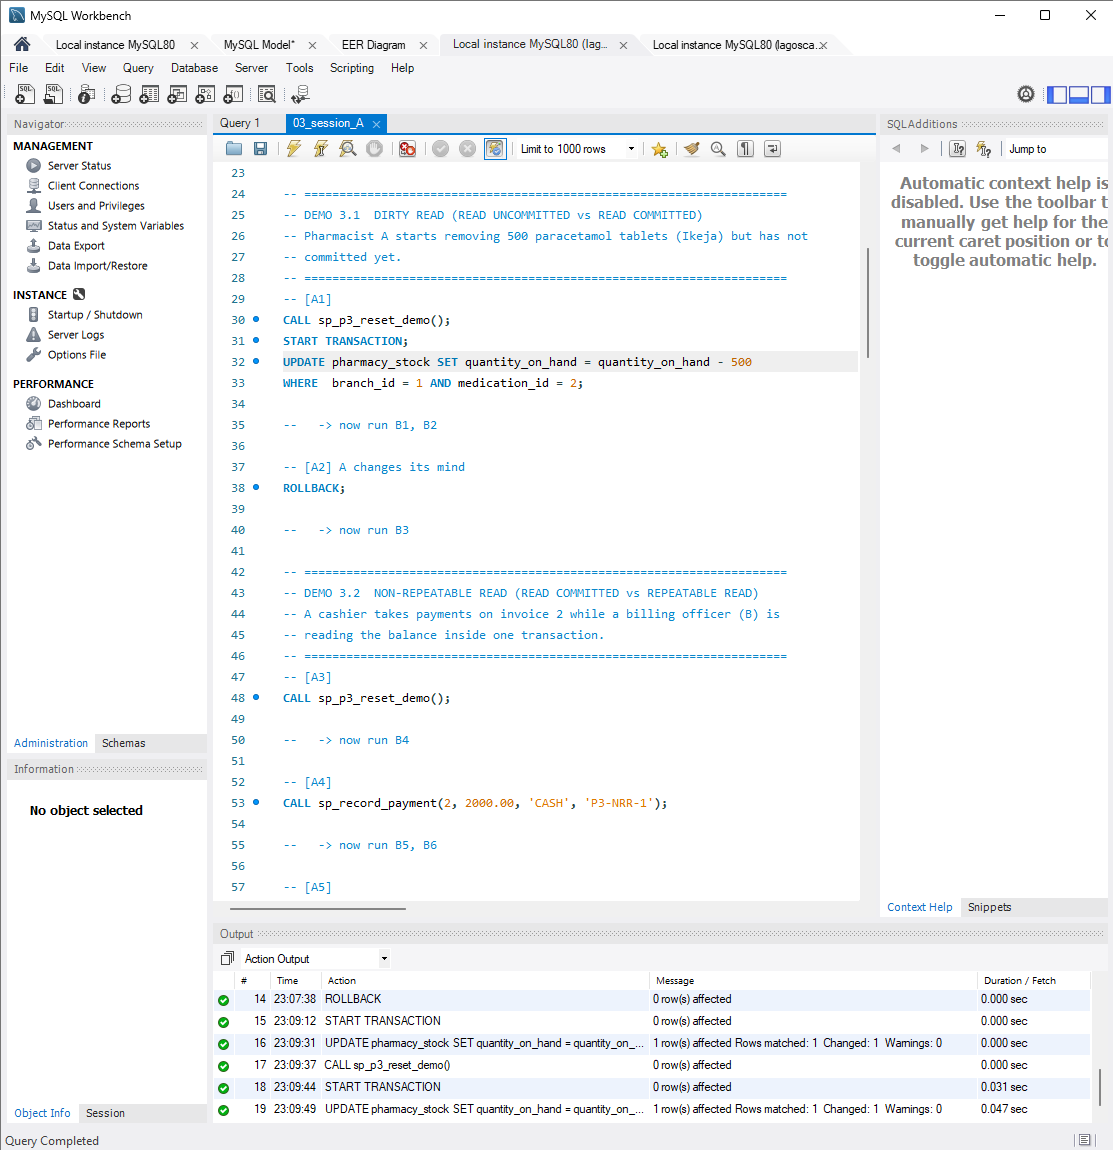 MySQL Workbench
Local instance MySQL80
MySQL Model*
EER Diagram
Local instance MySQL80 (lag...
Local instance MySQL80 (lagosca...
File Edit View Query Database Server Tools Scripting Help
Navigator
MANAGEMENT
Server Status
Client Connections
Users and Privileges
Status and System Variables
Data Export
Data Import/Restore
INSTANCE
Startup / Shutdown
Server Logs
Options File
PERFORMANCE
Dashboard
Performance Reports
Performance Schema Setup
Administration Schemas
Information
No object selected
Object Info Session
Query 1 03_session_A
Limit to 1000 rows
23
24 -- ====================================================================
25 -- DEMO 3.1  DIRTY READ (READ UNCOMMITTED vs READ COMMITTED)
26 -- Pharmacist A starts removing 500 paracetamol tablets (Ikeja) but has not
27 -- committed yet.
28 -- ====================================================================
29 -- [A1]
30 CALL sp_p3_reset_demo();
31 START TRANSACTION;
32 UPDATE pharmacy_stock SET quantity_on_hand = quantity_on_hand - 500
33 WHERE  branch_id = 1 AND medication_id = 2;
34
35 --   -> now run B1, B2
36
37 -- [A2] A changes its mind
38 ROLLBACK;
39
40 --   -> now run B3
41
42 -- ====================================================================
43 -- DEMO 3.2  NON-REPEATABLE READ (READ COMMITTED vs REPEATABLE READ)
44 -- A cashier takes payments on invoice 2 while a billing officer (B) is
45 -- reading the balance inside one transaction.
46 -- ====================================================================
47 -- [A3]
48 CALL sp_p3_reset_demo();
49
50 --   -> now run B4
51
52 -- [A4]
53 CALL sp_record_payment(2, 2000.00, 'CASH', 'P3-NRR-1');
54
55 --   -> now run B5, B6
56
57 -- [A5]
SQLAdditions
Jump to
Automatic context help is
disabled. Use the toolbar t
manually get help for the
current caret position or to
toggle automatic help.
Context Help Snippets
Output
Action Output
# Time Action Message Duration / Fetch
14 23:07:38 ROLLBACK 0 row(s) affected 0.000 sec
15 23:09:12 START TRANSACTION 0 row(s) affected 0.000 sec
16 23:09:31 UPDATE pharmacy_stock SET quantity_on_hand = quantity_on_... 1 row(s) affected Rows matched: 1  Changed: 1  Warnings: 0 0.000 sec
17 23:09:37 CALL sp_p3_reset_demo() 0 row(s) affected 0.000 sec
18 23:09:44 START TRANSACTION 0 row(s) affected 0.031 sec
19 23:09:49 UPDATE pharmacy_stock SET quantity_on_hand = quantity_on_... 1 row(s) affected Rows matched: 1  Changed: 1  Warnings: 0 0.047 sec
Query Completed